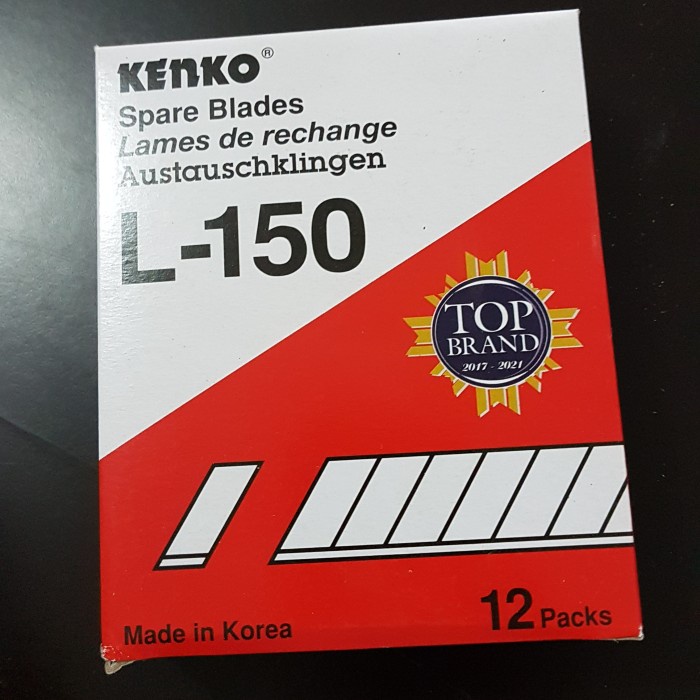 KENKO®
Spare Blades
Lames de rechange
Austauschklingen
L-150
TOP
BRAND
2017 - 2021
Made in Korea
12 Packs